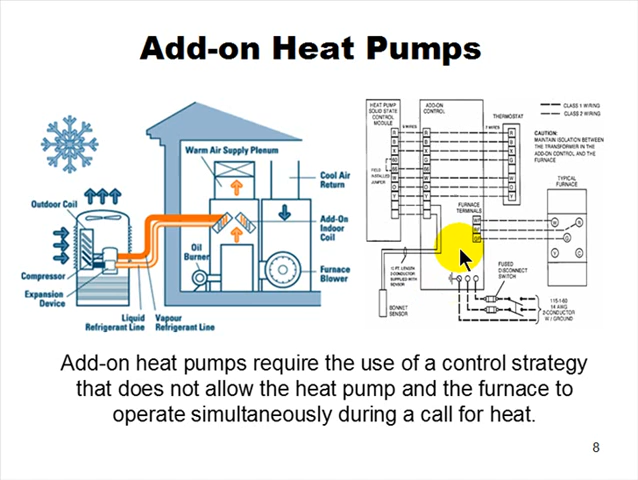 Add-on Heat Pumps
Warm Air Supply Plenum
Cool Air
Return
Outdoor Coil
Add-On
Indoor
Coil
Oil
Burner
Furnace
Blower
Compressor
Expansion
Device
Liquid
Refrigerant Line
Vapour
Refrigerant Line
HEAT PUMP
SOLID STATE
CONTROL
MODULE
ADD-ON
CONTROL
THERMOSTAT
CLASS 1 WIRING
CLASS 2 WIRING
CAUTION:
MAINTAIN ISOLATION BETWEEN
THE TRANSFORMER IN THE
ADD-ON CONTROL AND THE
FURNACE
TYPICAL
FURNACE
FIELD
INSTALLED
JUMPER
FURNACE
TERMINALS
FUSED
DISCONNECT
SWITCH
BONNET
SENSOR
115-1-60
14 AWG
2-CONDUCTOR
W / GROUND
Add-on heat pumps require the use of a control strategy
that does not allow the heat pump and the furnace to
operate simultaneously during a call for heat.
8